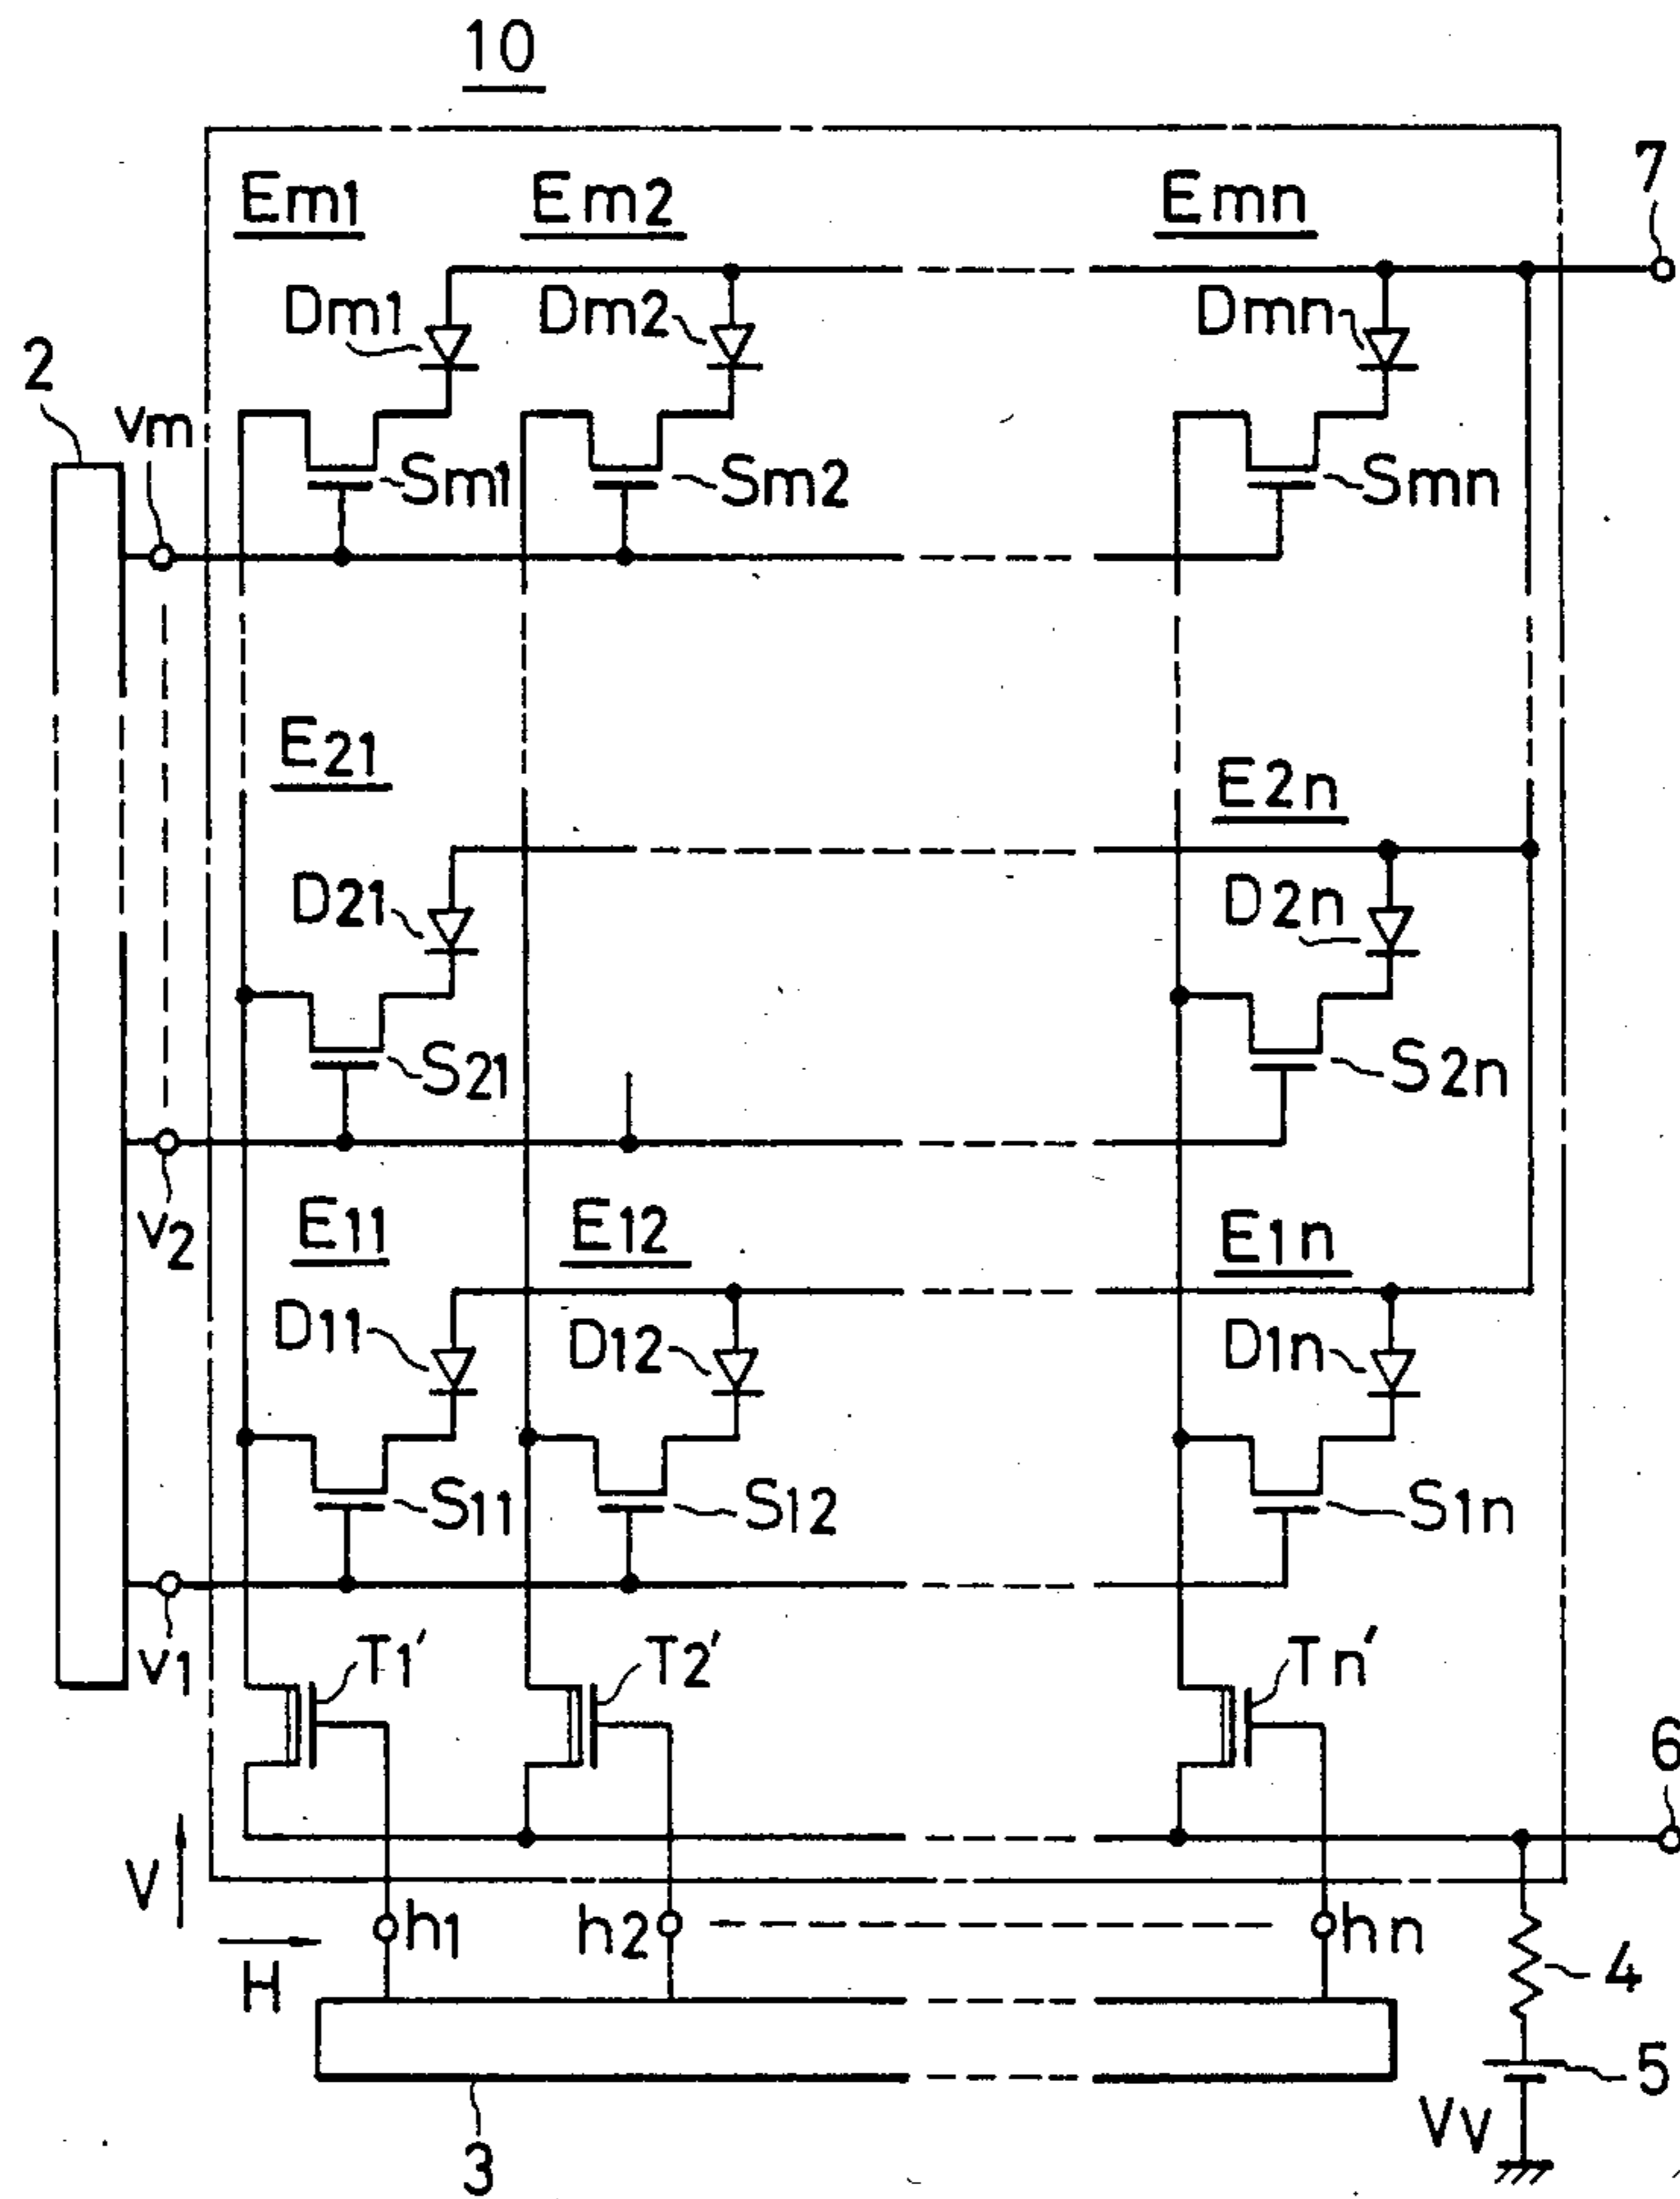 10
7
Em1 Em2 Emn
Dm1 Dm2 Dmn
2
vm
Sm1 Sm2 Smn
E21
E2n
D21 D2n
S21 S2n
v2
E11 E12 E1n
D11 D12 D1n
S11 S12 S1n
v1
T1' T2' Tn'
6
V
h1 h2 hn
H
4
5
Vv
3